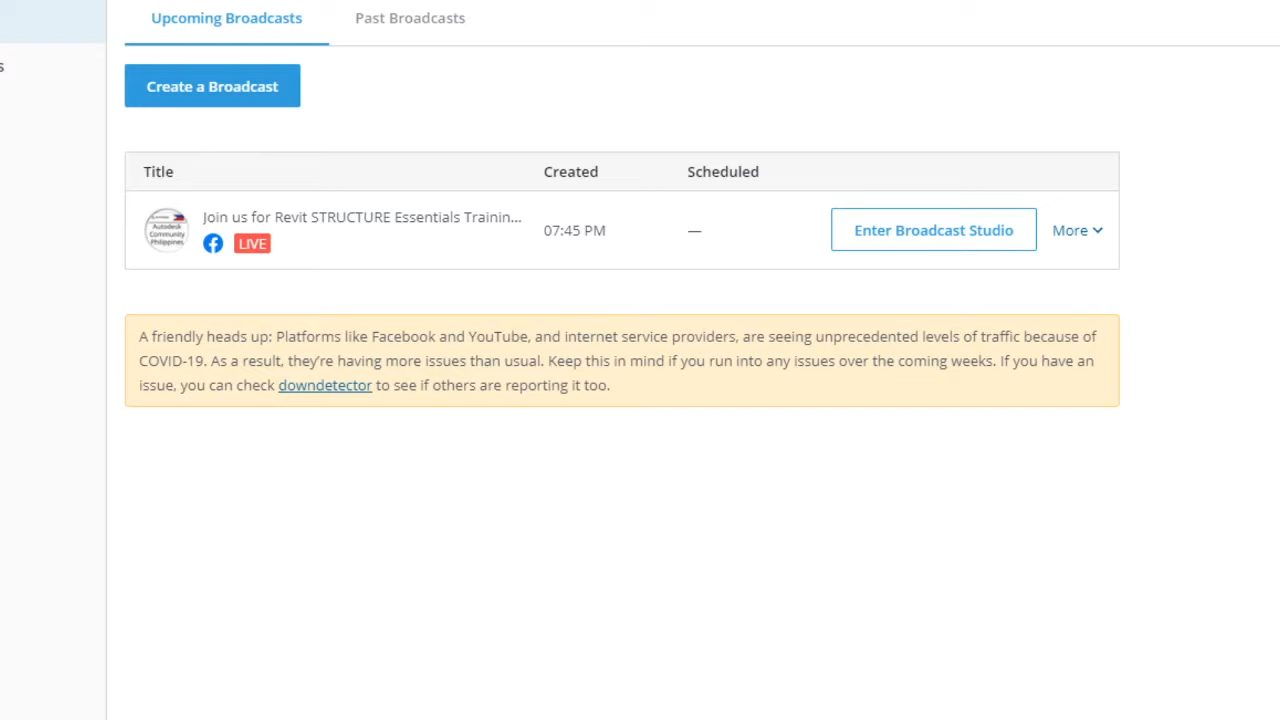 Upcoming Broadcasts Past Broadcasts
s
Create a Broadcast
Title Created Scheduled
Join us for Revit STRUCTURE Essentials Trainin...
LIVE
Autodesk
Community
Philippines
07:45 PM — Enter Broadcast Studio More
A friendly heads up: Platforms like Facebook and YouTube, and internet service providers, are seeing unprecedented levels of traffic because of
COVID-19. As a result, they’re having more issues than usual. Keep this in mind if you run into any issues over the coming weeks. If you have an
issue, you can check downdetector to see if others are reporting it too.